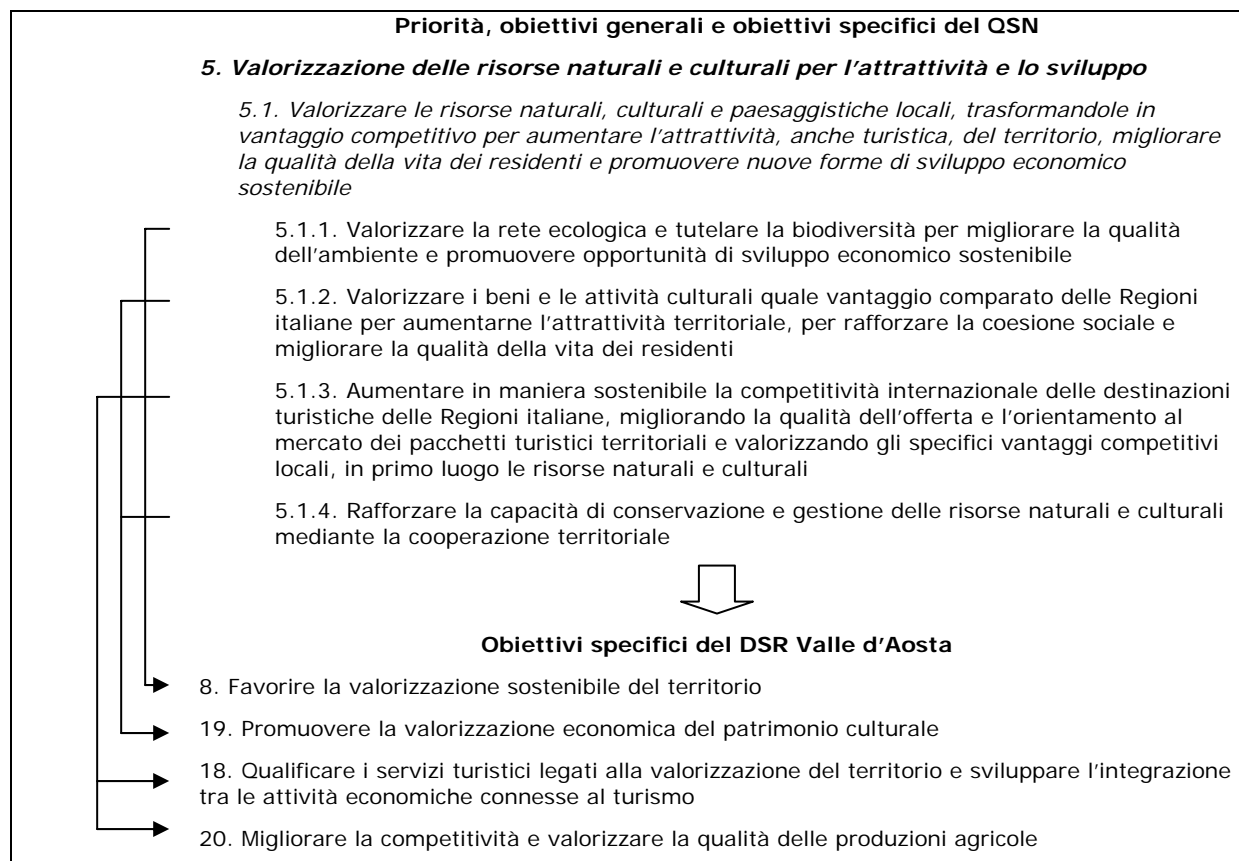 Priorità, obiettivi generali e obiettivi specifici del QSN
5. Valorizzazione delle risorse naturali e culturali per l'attrattività e lo sviluppo
5.1. Valorizzare le risorse naturali, culturali e paesaggistiche locali, trasformandole in
vantaggio competitivo per aumentare l'attrattività, anche turistica, del territorio, migliorare
la qualità della vita dei residenti e promuovere nuove forme di sviluppo economico
sostenibile
5.1.1. Valorizzare la rete ecologica e tutelare la biodiversità per migliorare la qualità
dell'ambiente e promuovere opportunità di sviluppo economico sostenibile
5.1.2. Valorizzare i beni e le attività culturali quale vantaggio comparato delle Regioni
italiane per aumentarne l'attrattività territoriale, per rafforzare la coesione sociale e
migliorare la qualità della vita dei residenti
5.1.3. Aumentare in maniera sostenibile la competitività internazionale delle destinazioni
turistiche delle Regioni italiane, migliorando la qualità dell'offerta e l'orientamento al
mercato dei pacchetti turistici territoriali e valorizzando gli specifici vantaggi competitivi
locali, in primo luogo le risorse naturali e culturali
5.1.4. Rafforzare la capacità di conservazione e gestione delle risorse naturali e culturali
mediante la cooperazione territoriale
Obiettivi specifici del DSR Valle d'Aosta
8. Favorire la valorizzazione sostenibile del territorio
19. Promuovere la valorizzazione economica del patrimonio culturale
18. Qualificare i servizi turistici legati alla valorizzazione del territorio e sviluppare l'integrazione
tra le attività economiche connesse al turismo
20. Migliorare la competitività e valorizzare la qualità delle produzioni agricole